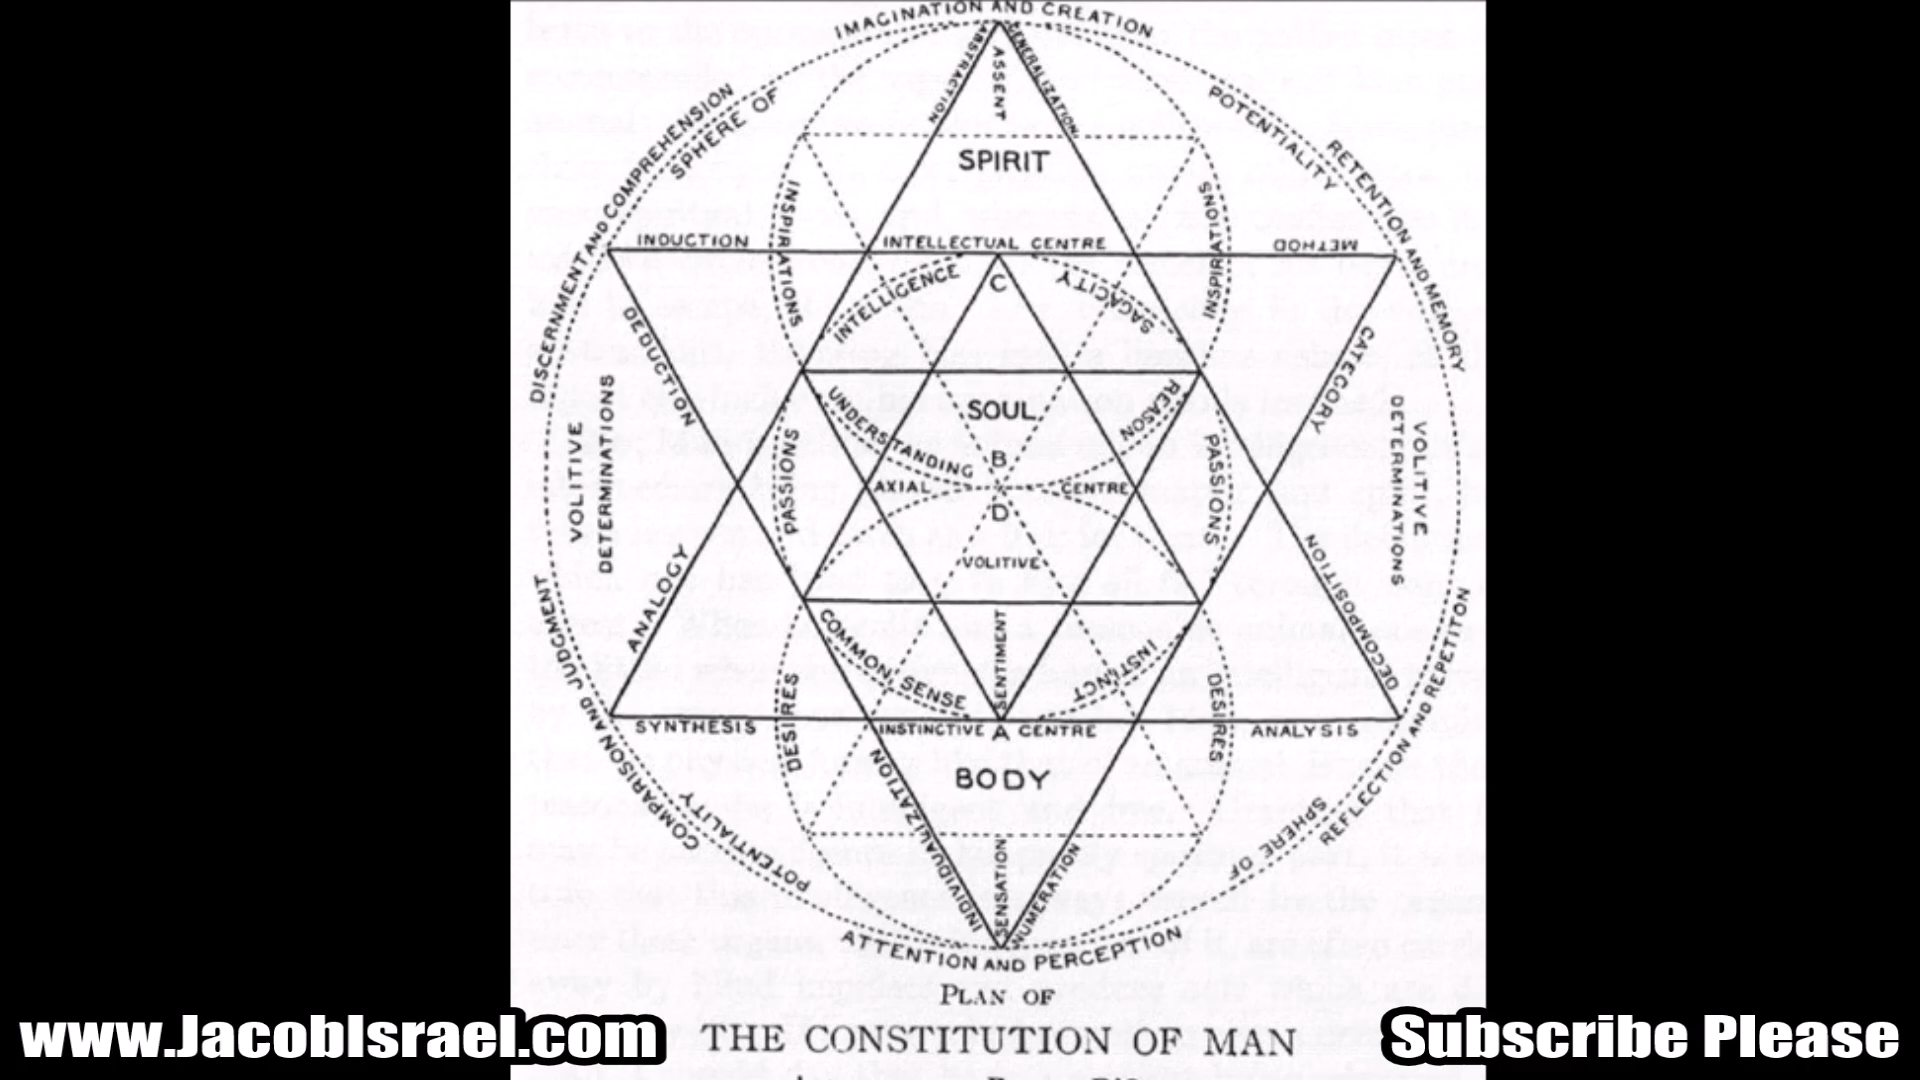 IMAGINATION AND CREATION
DISCERNMENT AND COMPREHENSION
SPHERE OF
POTENTIALITY
RETENTION AND MEMORY
ABSTRACTION
ASSENT
GENERALIZATION
SPIRIT
INSPIRATIONS
INSPIRATIONS
INDUCTION
INTELLECTUAL CENTRE
METHOD
INTELLIGENCE
C
SAGACITY
DEDUCTION
CATECCORY
VOLITIVE
DETERMINATIONS
PASSIONS
UNDERSTANDING
SOUL
REASON
PASSIONS
DETERMINATIONS
VOLITIVE
B
AXIAL
CENTRE
D
VOLITIVE
ANALOGY
DECOMPOSITION
COMMON SENSE
SENTIMENT
INSTINCT
DESIRES
DESIRES
SYNTHESIS
INSTINCTIVE A CENTRE
ANALYSIS
BODY
COMPARISON AND JUDGMENT
POTENTIALITY
INDIVIDUALIZATION
SENSATION
NUMERATION
SPHERE OF
REFLECTION AND REPETITON
ATTENTION AND PERCEPTION
PLAN OF
THE CONSTITUTION OF MAN
www.JacobIsrael.com
Subscribe Please